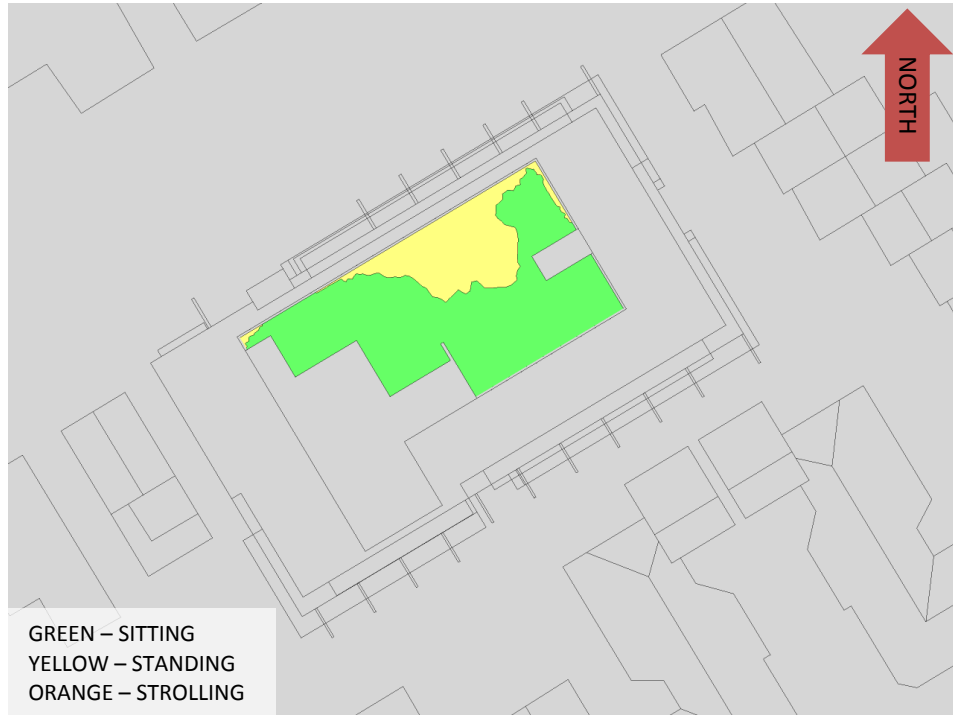 NORTH
GREEN – SITTING
YELLOW – STANDING
ORANGE – STROLLING